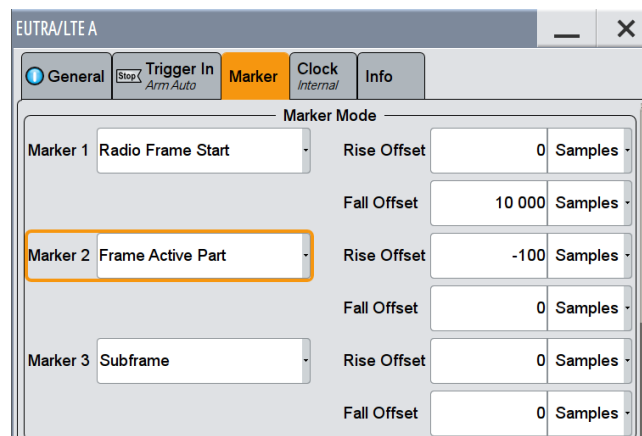 EUTRA/LTE A
General
Stop
Trigger In
Arm Auto
Marker
Clock
Internal
Info
Marker Mode
Marker 1 Radio Frame Start Rise Offset 0 Samples
Fall Offset 10 000 Samples
Marker 2 Frame Active Part Rise Offset -100 Samples
Fall Offset 0 Samples
Marker 3 Subframe Rise Offset 0 Samples
Fall Offset 0 Samples